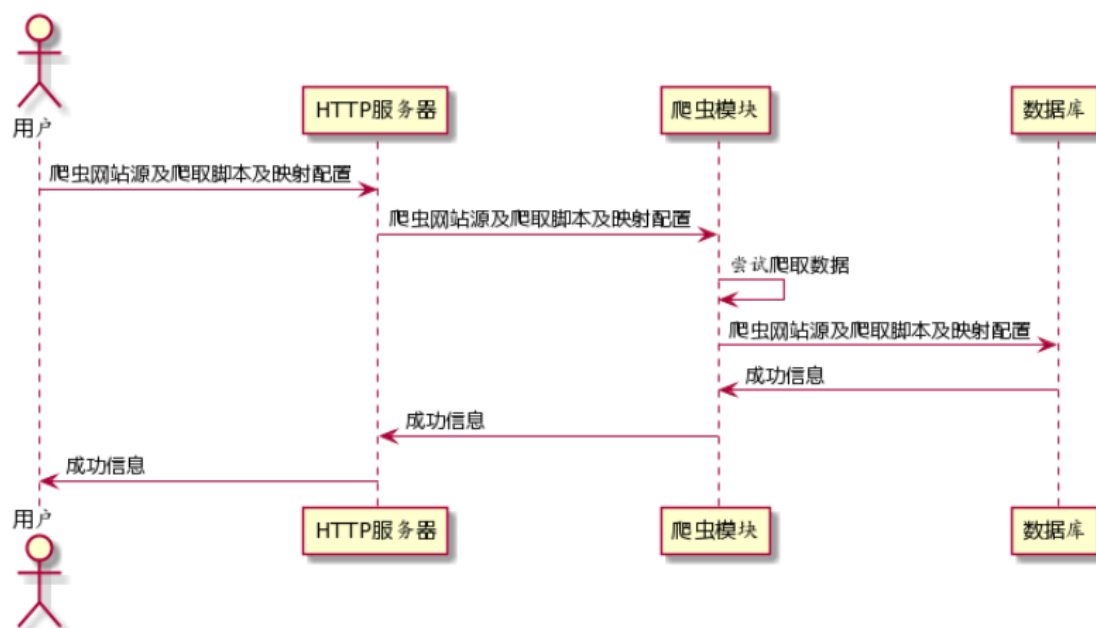 用户
HTTP服务器
爬虫模块
数据库
爬虫网站源及爬取脚本及映射配置
爬虫网站源及爬取脚本及映射配置
尝试爬取数据
爬虫网站源及爬取脚本及映射配置
成功信息
成功信息
成功信息
用户
HTTP服务器
爬虫模块
数据库